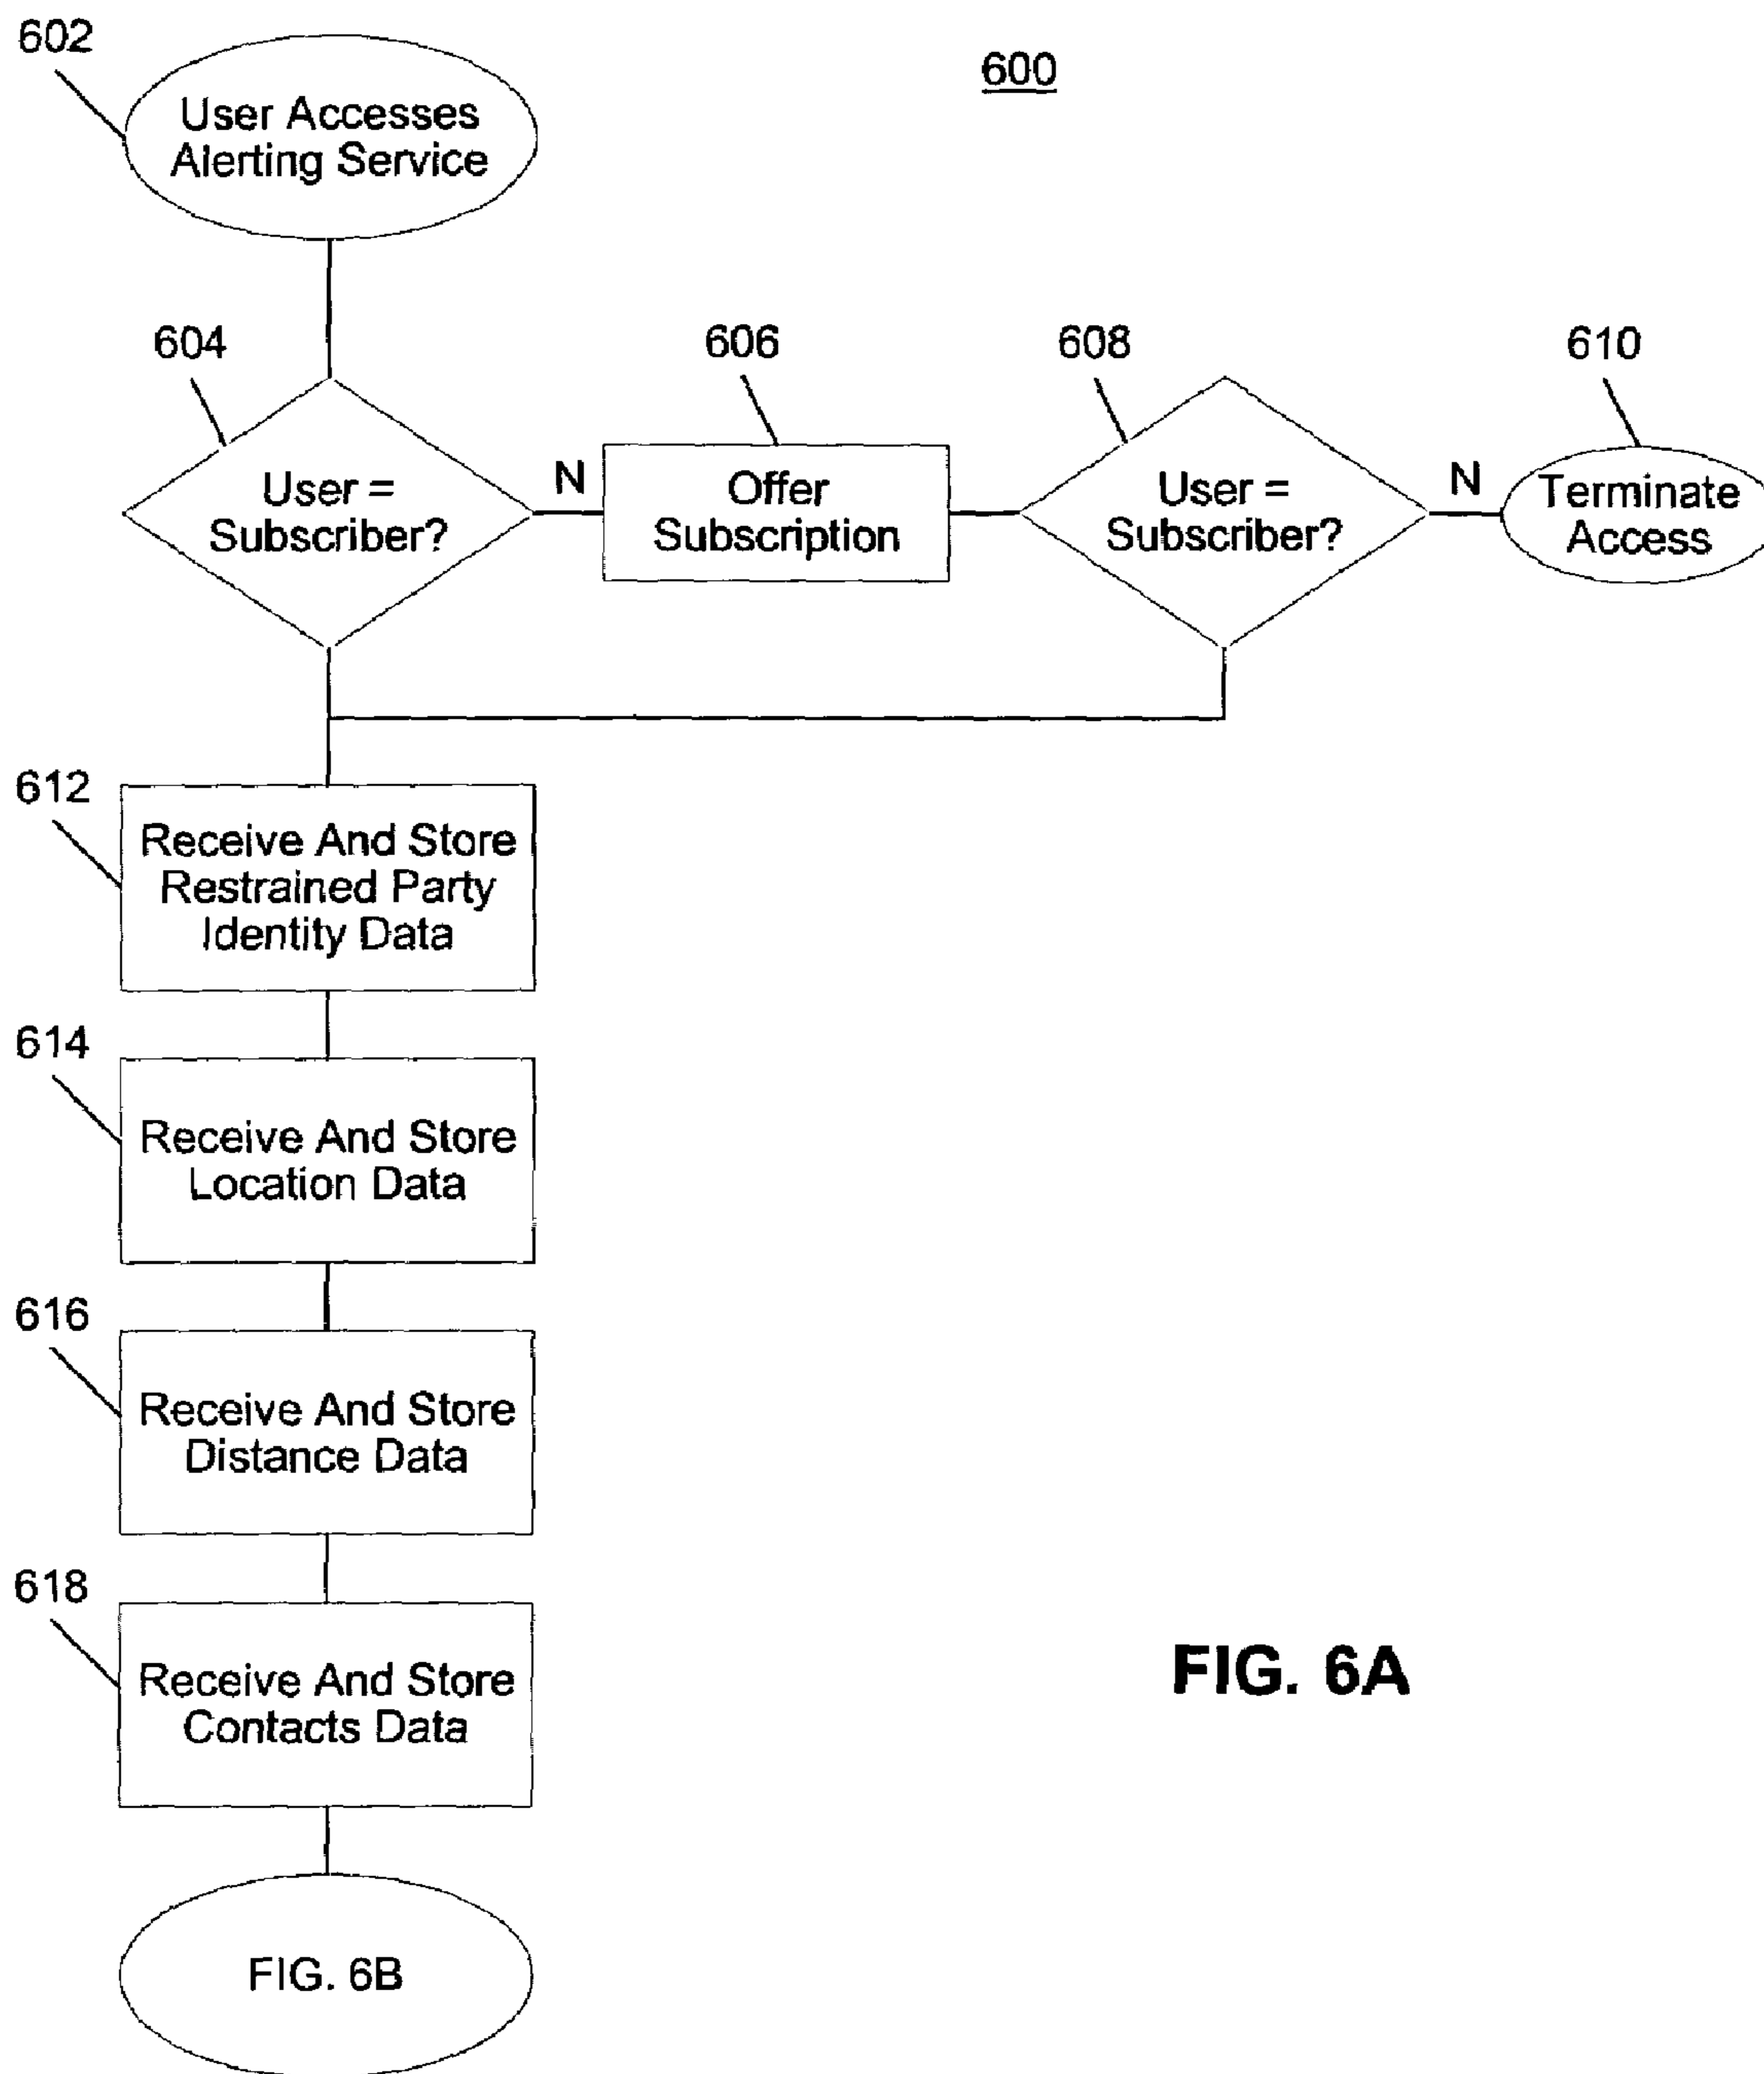 602
User Accesses
Alerting Service
600
604
606
608
610
User =
Subscriber?
N
Offer
Subscription
User =
Subscriber?
N
Terminate
Access
612
Receive And Store
Restrained Party
Identity Data
614
Receive And Store
Location Data
616
Receive And Store
Distance Data
618
Receive And Store
Contacts Data
FIG. 6A
FIG. 6B